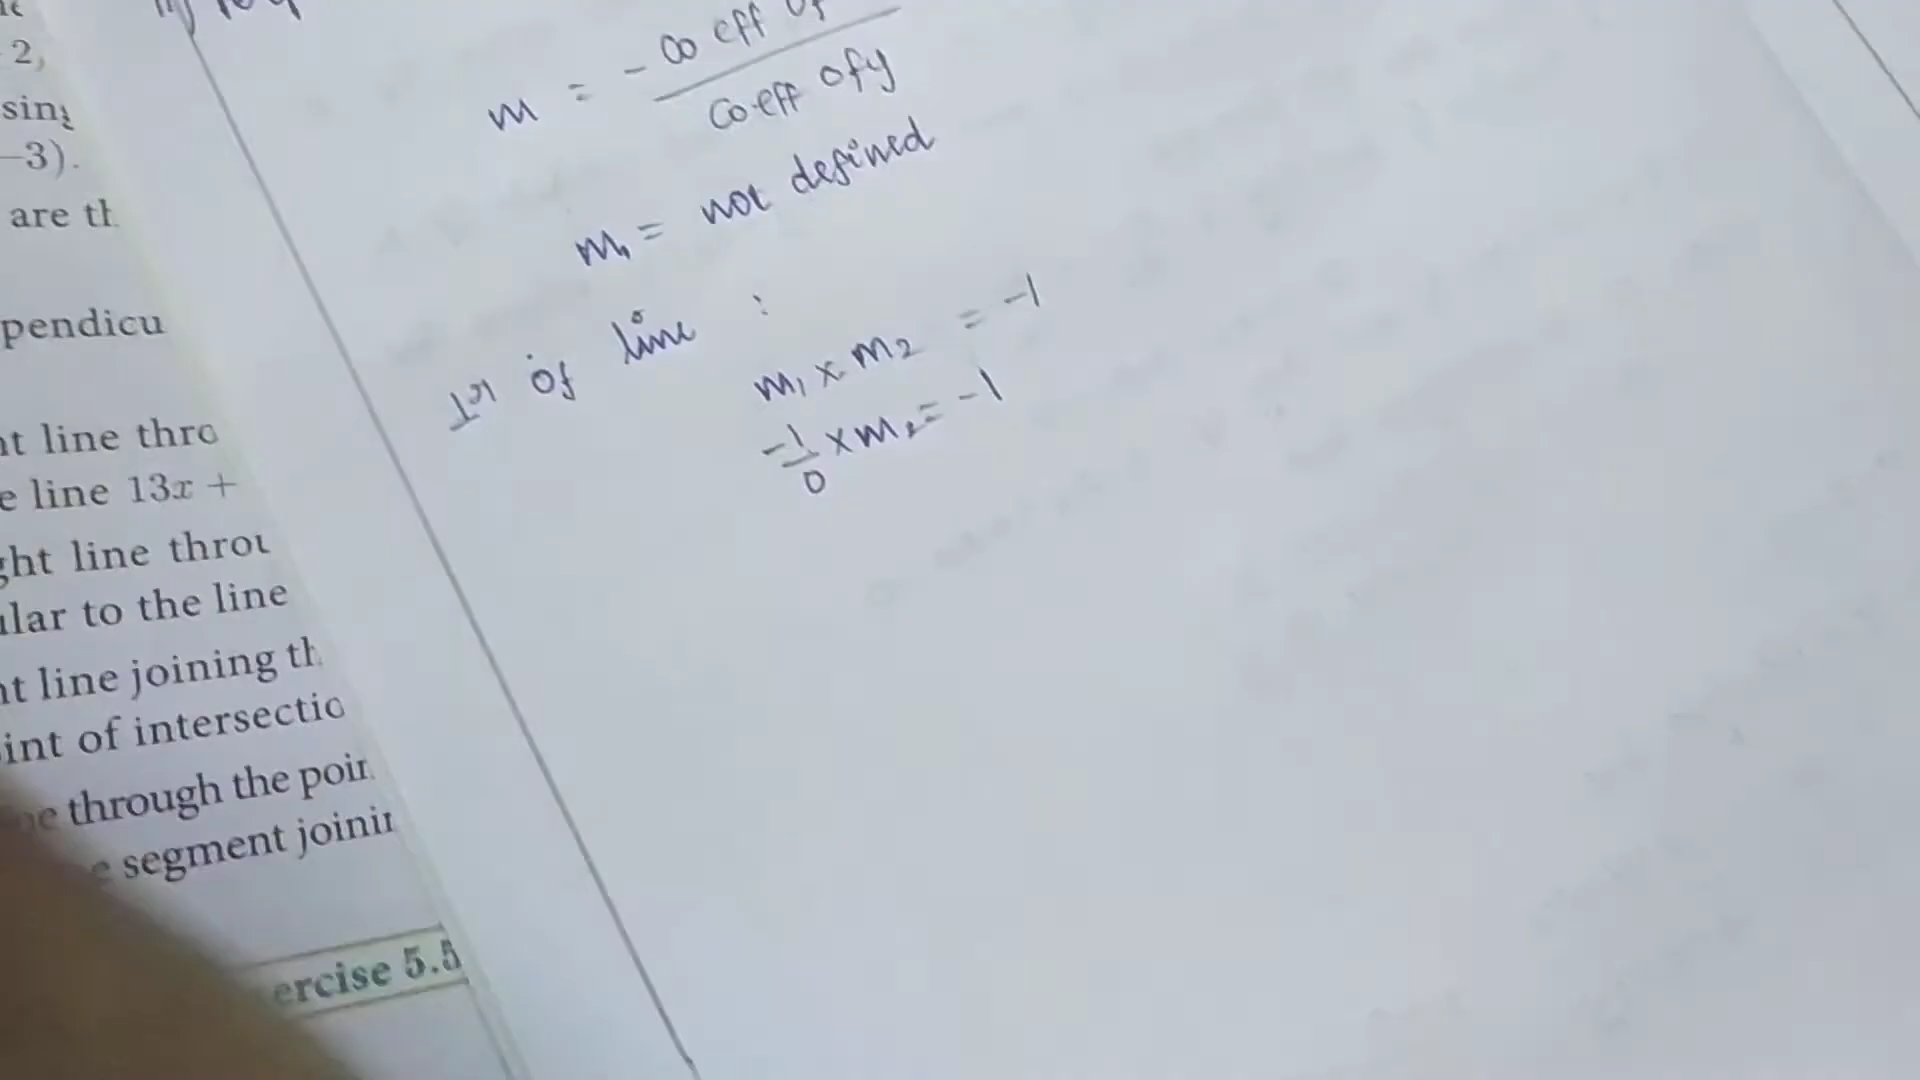 2,
sing
-3).
are th
pendicu
nt line thro
e line 13x +
ght line throu
ular to the line
nt line joining th
oint of intersectio
through the poin
segment joinin
ercise 5.5
m = - co eff of
co eff of y
m₁ = not defined
⊥r of line :
m₁ x m₂ = -1
-1/0 x m₂ = -1